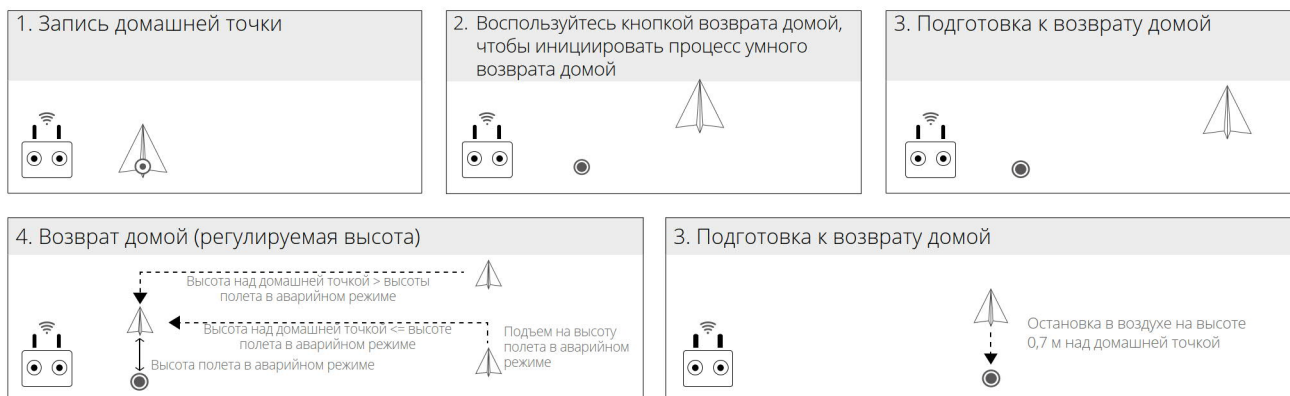 1. Запись домашней точки
2. Воспользуйтесь кнопкой возврата домой,
чтобы инициировать процесс умного
возврата домой
3. Подготовка к возврату домой
4. Возврат домой (регулируемая высота)
Высота над домашней точкой > высоты
полета в аварийном режиме
Высота над домашней точкой <= высоте
полета в аварийном режиме
Высота полета в аварийном режиме
Подъем на высоту
полета в аварийном
режиме
3. Подготовка к возврату домой
Остановка в воздухе на высоте
0,7 м над домашней точкой